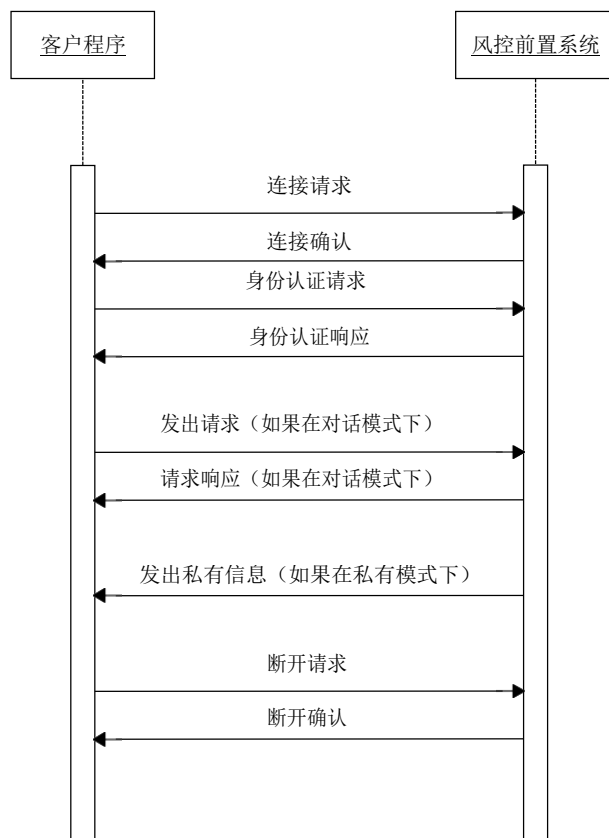 客户程序
风控前置系统
连接请求
连接确认
身份认证请求
身份认证响应
发出请求（如果在对话模式下）
请求响应（如果在对话模式下）
发出私有信息（如果在私有模式下）
断开请求
断开确认